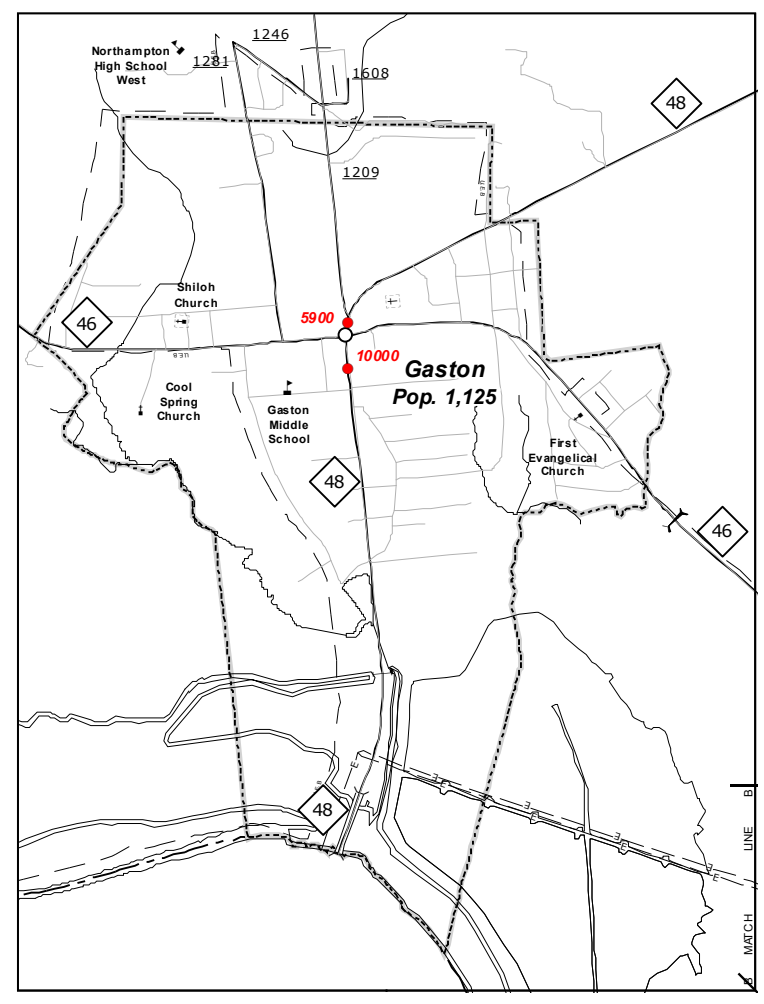 1246
Northampton
High School
West
1281
1608
48
1209
U.E.B
Shiloh
Church
46
5900
U.E.B
10000
Gaston
Pop. 1,125
Cool
Spring
Church
Gaston
Middle
School
First
Evangelical
Church
48
46
E
E
E
E
E
E
E
E
E
E
E
E
48
MATCH LINE B